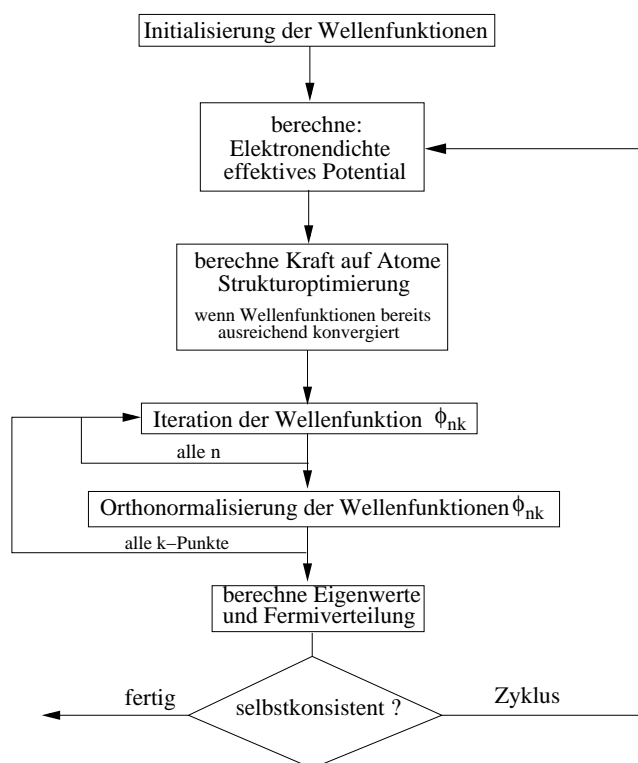 Initialisierung der Wellenfunktionen
berechne:
Elektronendichte
effektives Potential
berechne Kraft auf Atome
Strukturoptimierung
wenn Wellenfunktionen bereits
ausreichend konvergiert
Iteration der Wellenfunktion ϕnk
alle n
Orthonormalisierung der Wellenfunktionen ϕnk
alle k−Punkte
berechne Eigenwerte
und Fermiverteilung
fertig
selbstkonsistent ?
Zyklus